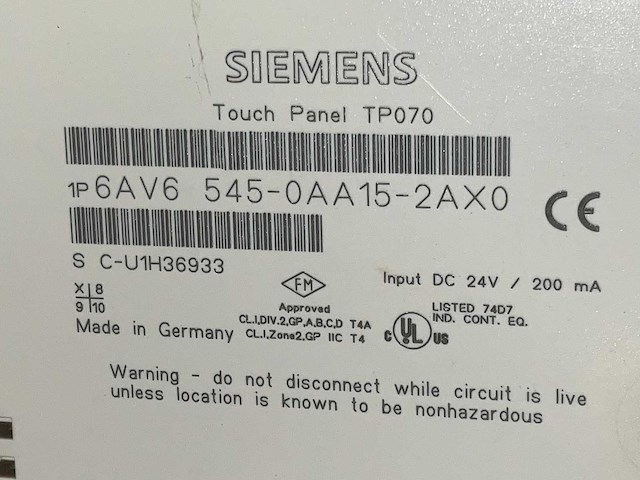 SIEMENS
Touch Panel TP070
1P 6AV6 545-0AA15-2AX0
CE
S C-U1H36933
Input DC 24V / 200 mA
X 8
9 10
FM
Approved
CL.I,DIV.2,GP.A,B,C,D T4A
CL.I,Zone2,GP IIC T4
LISTED 74D7
IND. CONT. EQ.
C UL US
Made in Germany
Warning - do not disconnect while circuit is live
unless location is known to be nonhazardous